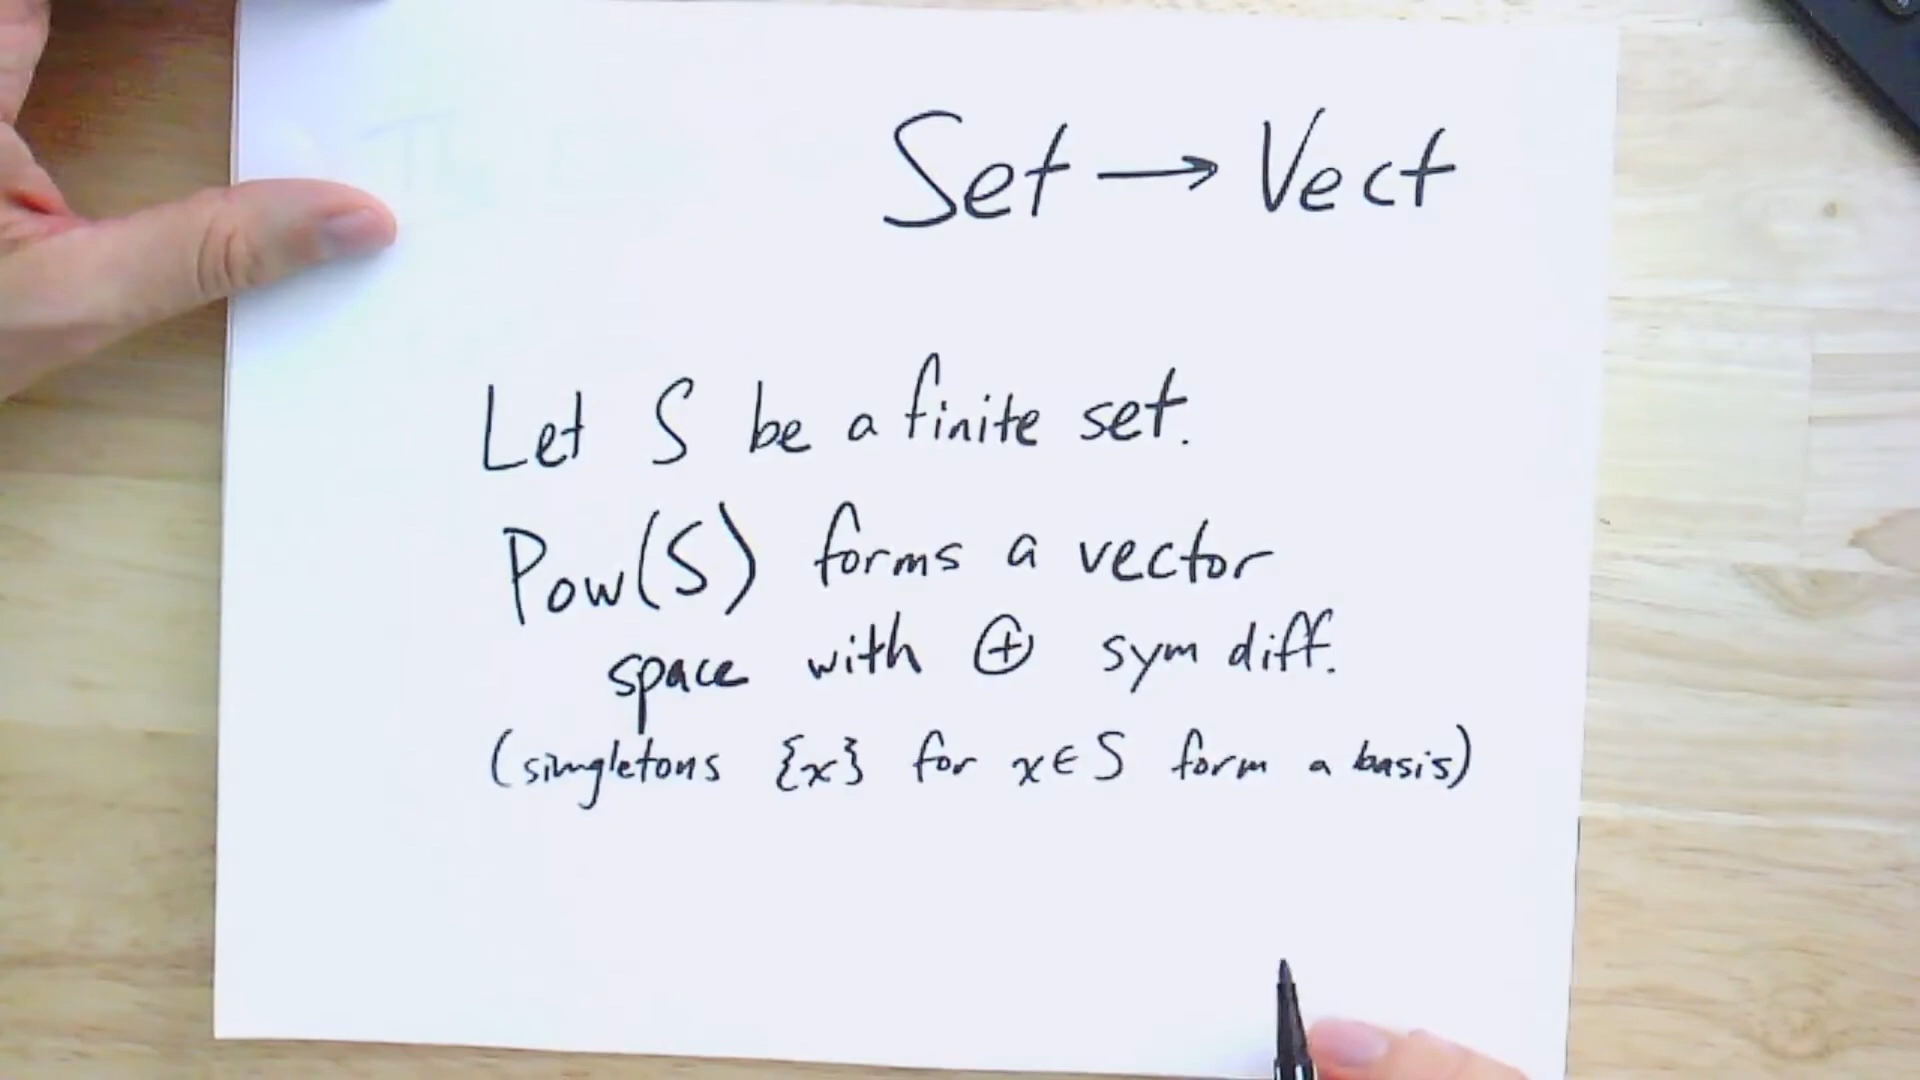 Set → Vect
Let S be a finite set.
Pow(S) forms a vector
space with ⊕ sym diff.
(singletons {x} for x∈S form a basis)